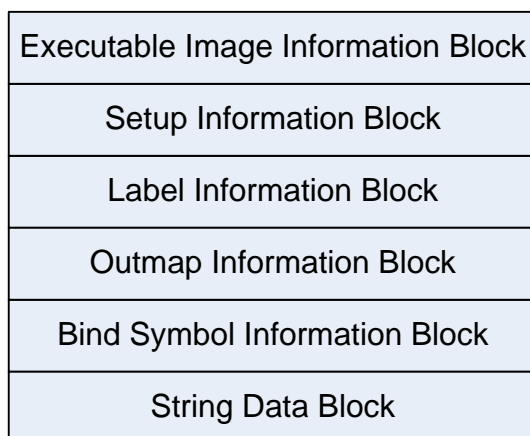 Executable Image Information Block
Setup Information Block
Label Information Block
Outmap Information Block
Bind Symbol Information Block
String Data Block